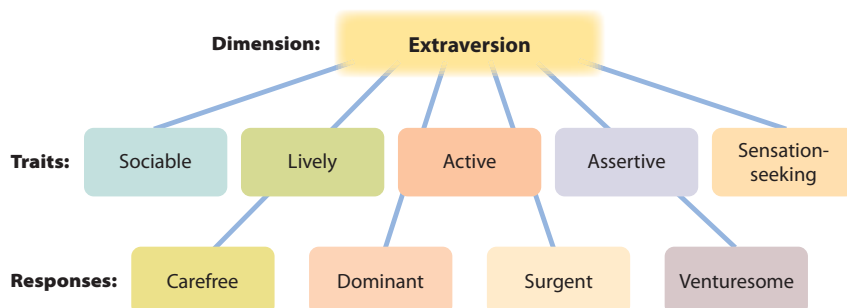 Dimension: Extraversion
Traits: Sociable Lively Active Assertive Sensation-
seeking
Responses: Carefree Dominant Surgent Venturesome